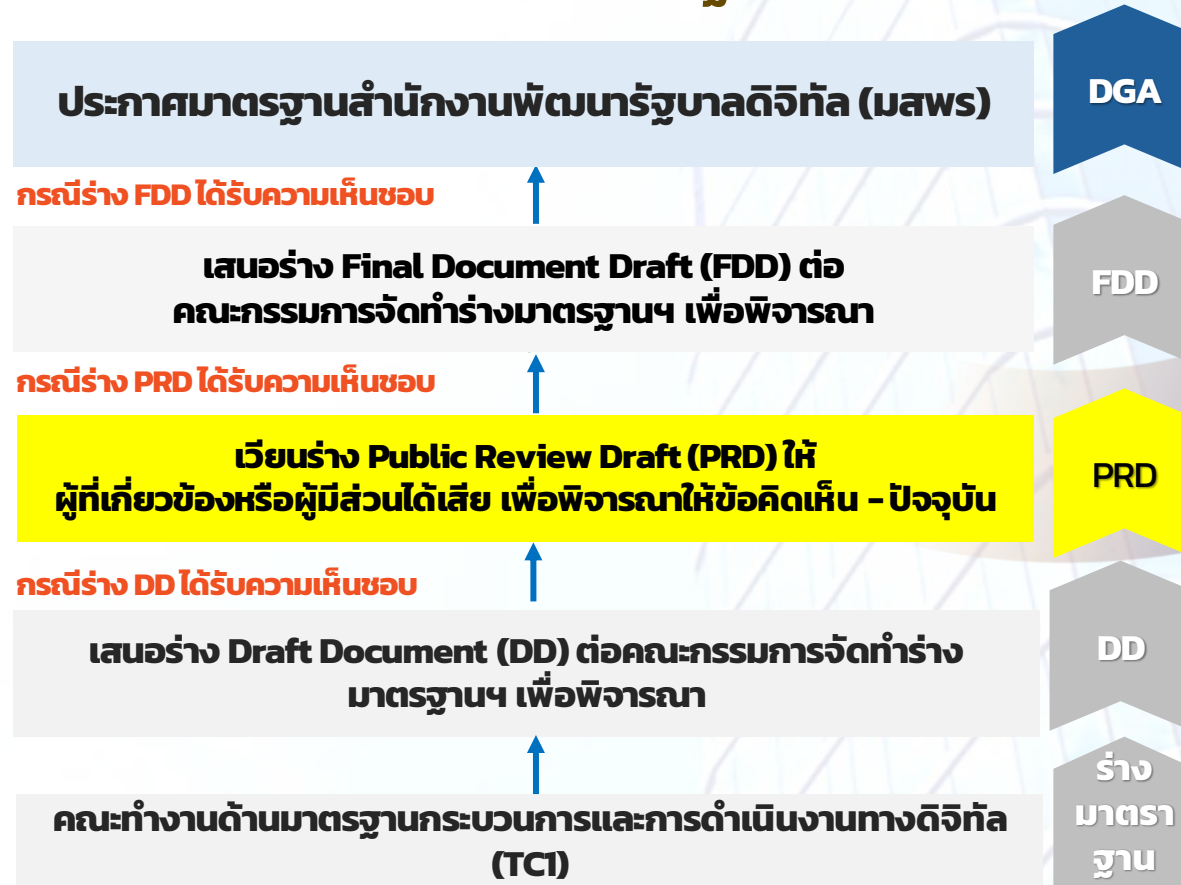 ประกาศมาตรฐานสำนักงานพัฒนารัฐบาลดิจิทัล (มสพร)
DGA
กรณีร่าง FDD ได้รับความเห็นชอบ
เสนอร่าง Final Document Draft (FDD) ต่อ
คณะกรรมการจัดทำร่างมาตรฐานฯ เพื่อพิจารณา
FDD
กรณีร่าง PRD ได้รับความเห็นชอบ
เวียนร่าง Public Review Draft (PRD) ให้
ผู้ที่เกี่ยวข้องหรือผู้มีส่วนได้เสีย เพื่อพิจารณาให้ข้อคิดเห็น - ปัจจุบัน
PRD
กรณีร่าง DD ได้รับความเห็นชอบ
เสนอร่าง Draft Document (DD) ต่อคณะกรรมการจัดทำร่าง
มาตรฐานฯ เพื่อพิจารณา
DD
คณะทำงานด้านมาตรฐานกระบวนการและการดำเนินงานทางดิจิทัล
(TC1)
ร่าง
มาตรา
ฐาน